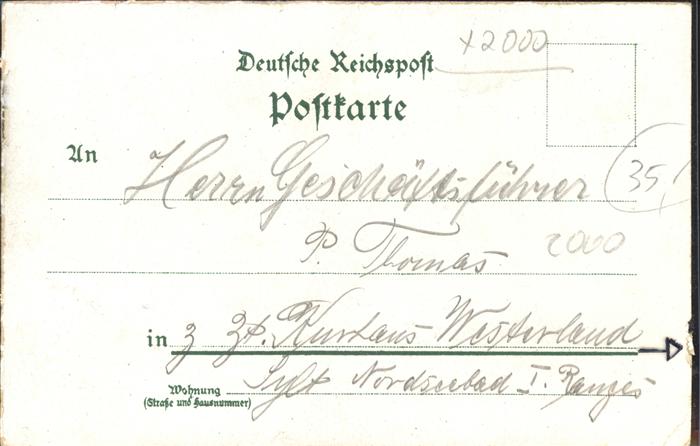 x2000
Deutsche Reichspost
Postkarte
An Herrn Geschäftsführer
35,
P. Thomas
2000
in z Zt. Kurhaus Westerland
Wohnung
(Straße und Hausnummer)
Sylt Nordseebad I. Ranges